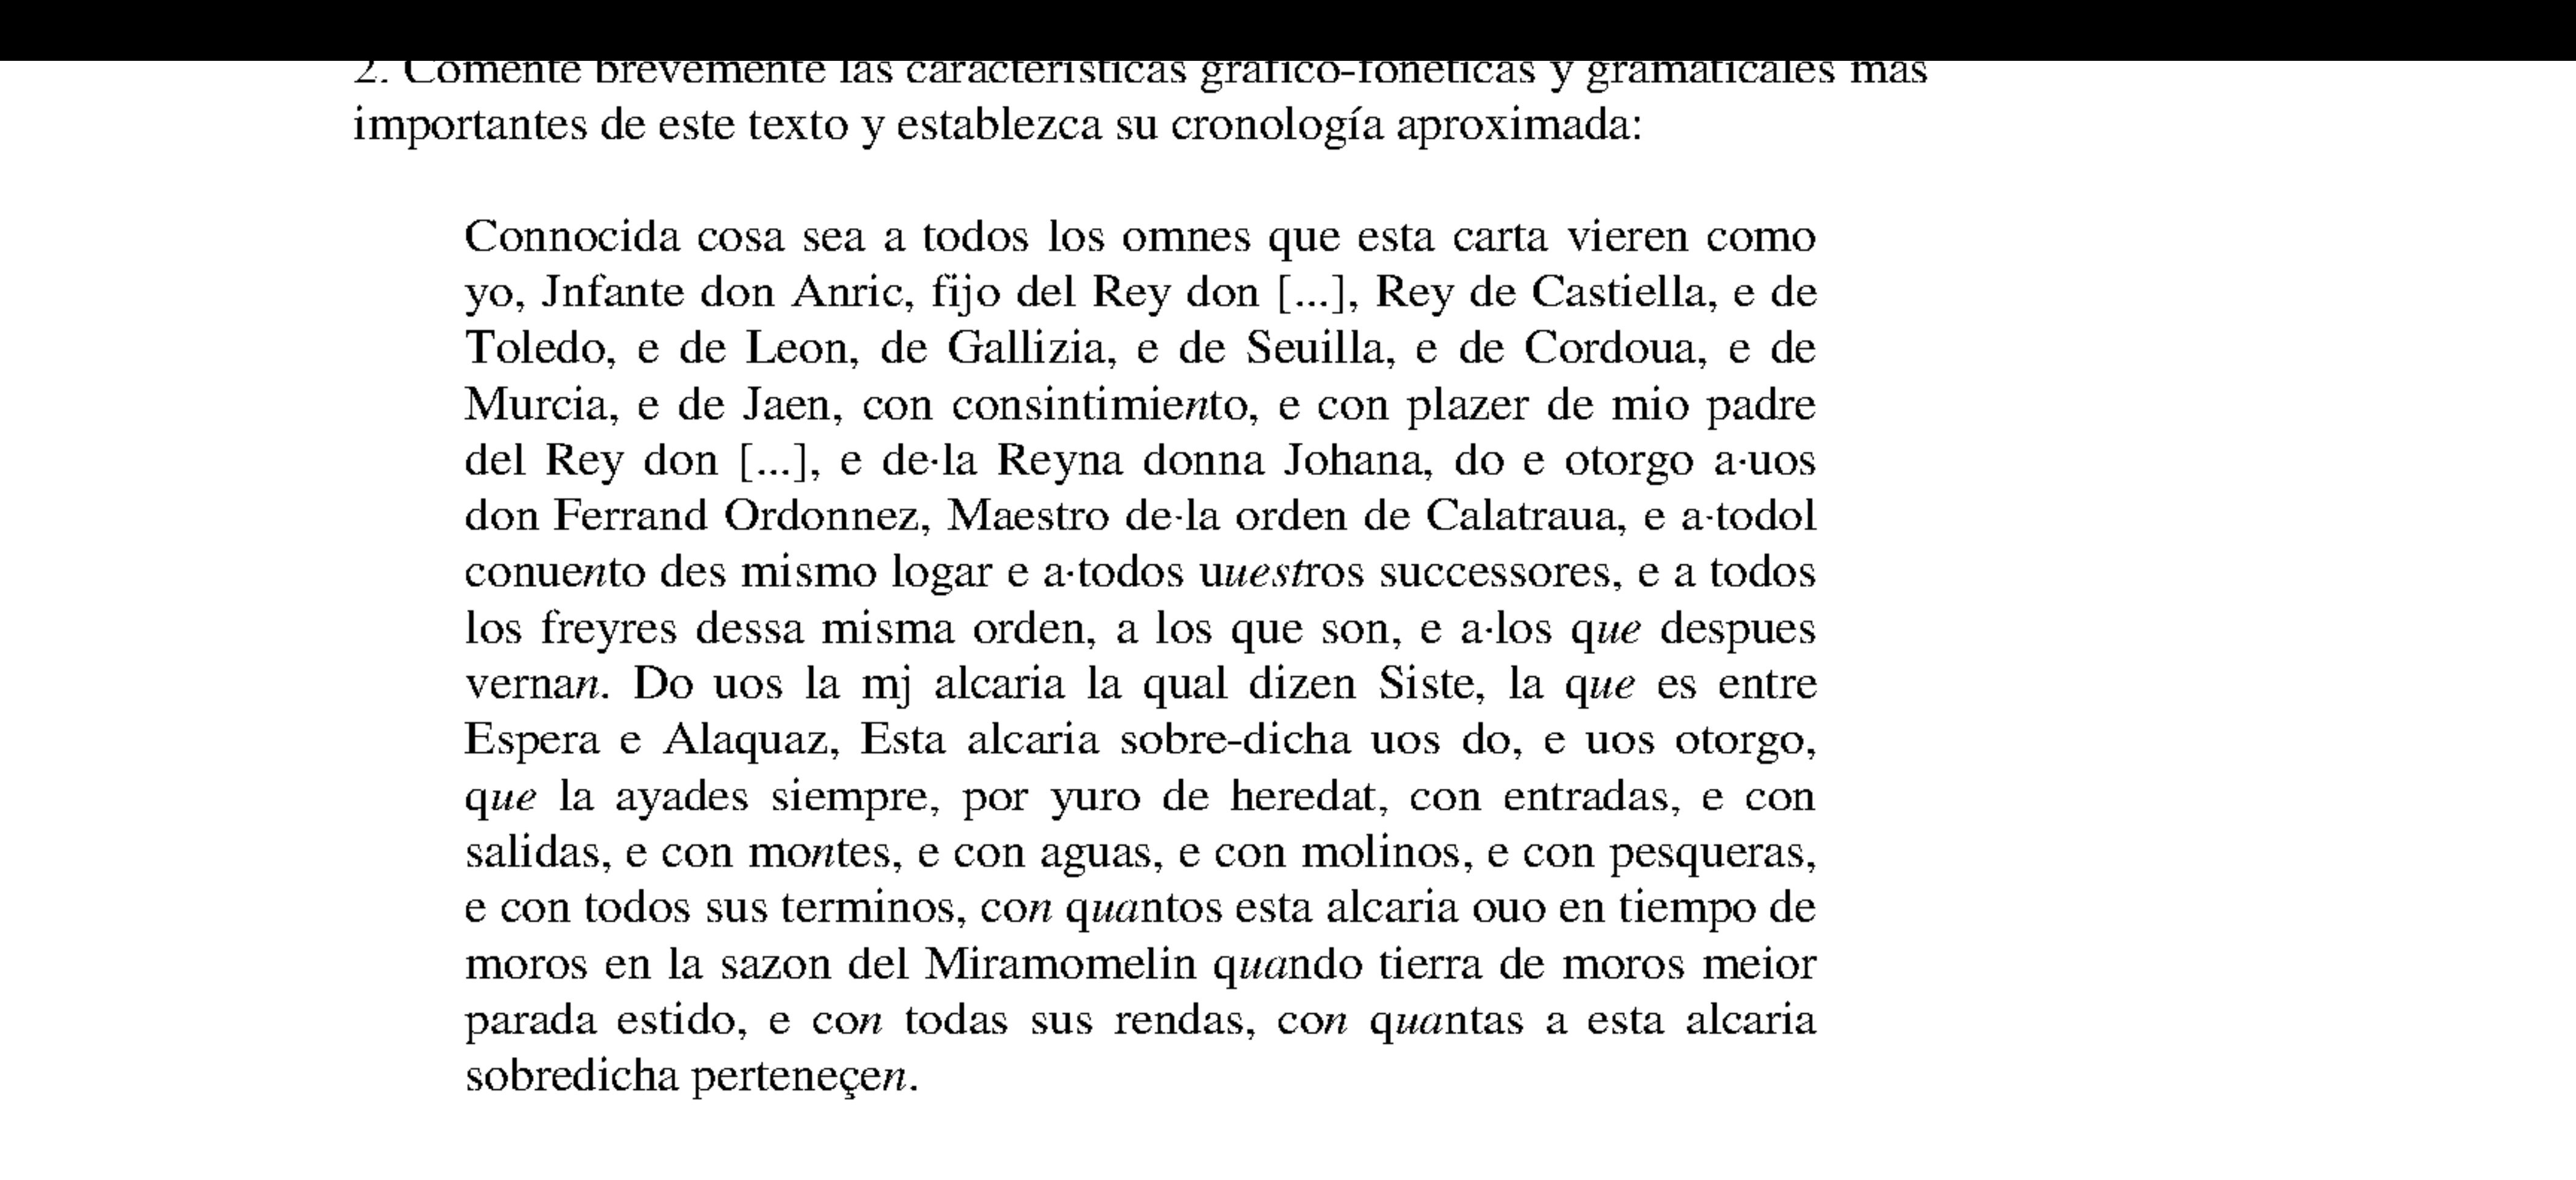 2. Comente brevemente las características gráfico-fonéticas y gramaticales más
importantes de este texto y establezca su cronología aproximada:
Connocida cosa sea a todos los omnes que esta carta vieren como
yo, Jnfante don Anric, fijo del Rey don [...], Rey de Castiella, e de
Toledo, e de Leon, de Gallizia, e de Seuilla, e de Cordoua, e de
Murcia, e de Jaen, con consintimiento, e con plazer de mio padre
del Rey don [...], e de·la Reyna donna Johana, do e otorgo a·uos
don Ferrand Ordonnez, Maestro de·la orden de Calatraua, e a·todol
conuento des mismo logar e a·todos uuestros successores, e a todos
los freyres dessa misma orden, a los que son, e a·los que despues
vernan. Do uos la mj alcaria la qual dizen Siste, la que es entre
Espera e Alaquaz, Esta alcaria sobre-dicha uos do, e uos otorgo,
que la ayades siempre, por yuro de heredat, con entradas, e con
salidas, e con montes, e con aguas, e con molinos, e con pesqueras,
e con todos sus terminos, con quantos esta alcaria ouo en tiempo de
moros en la sazon del Miramomelin quando tierra de moros meior
parada estido, e con todas sus rendas, con quantas a esta alcaria
sobredicha perteneçen.